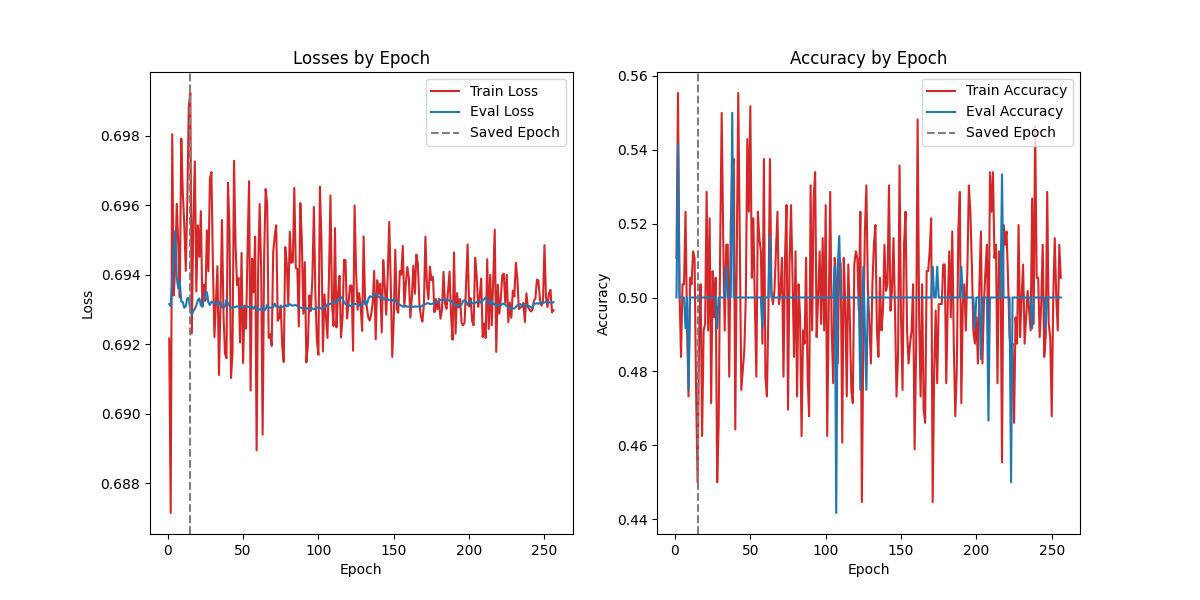 Losses by Epoch
Train Loss
Eval Loss
Saved Epoch
0.698
0.696
0.694
0.692
0.690
0.688
Loss
0
50
100
150
200
250
Epoch
Accuracy by Epoch
Train Accuracy
Eval Accuracy
Saved Epoch
0.56
0.54
0.52
0.50
0.48
0.46
0.44
Accuracy
0
50
100
150
200
250
Epoch